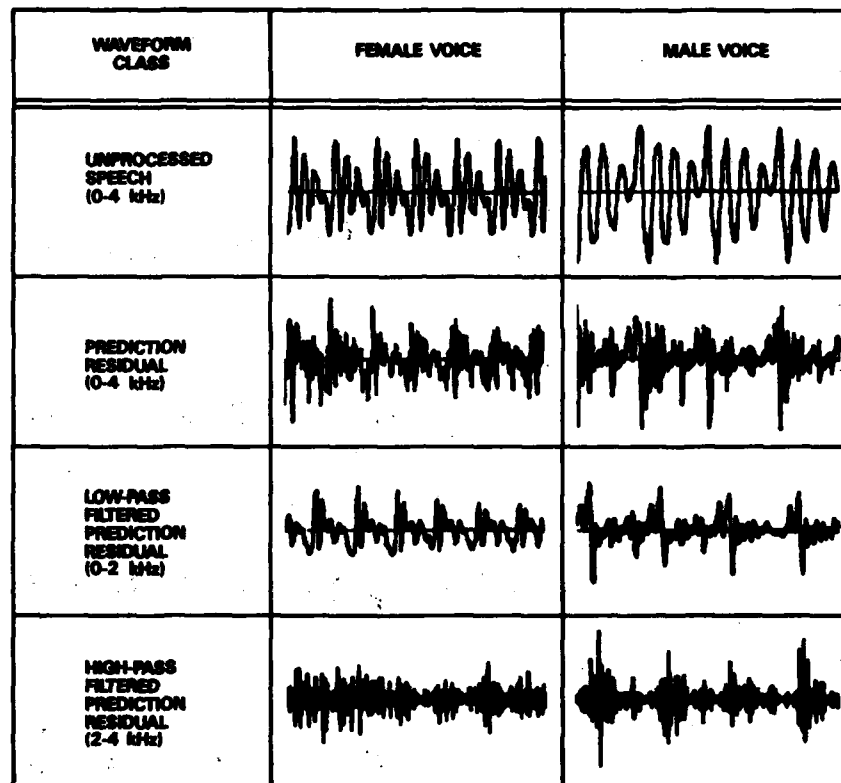 WAVEFORM
CLASS
FEMALE VOICE
MALE VOICE
UNPROCESSED
SPEECH
(0-4 kHz)
PREDICTION
RESIDUAL
(0-4 kHz)
LOW-PASS
FILTERED
PREDICTION
RESIDUAL
(0-2 kHz)
HIGH-PASS
FILTERED
PREDICTION
RESIDUAL
(2-4 kHz)